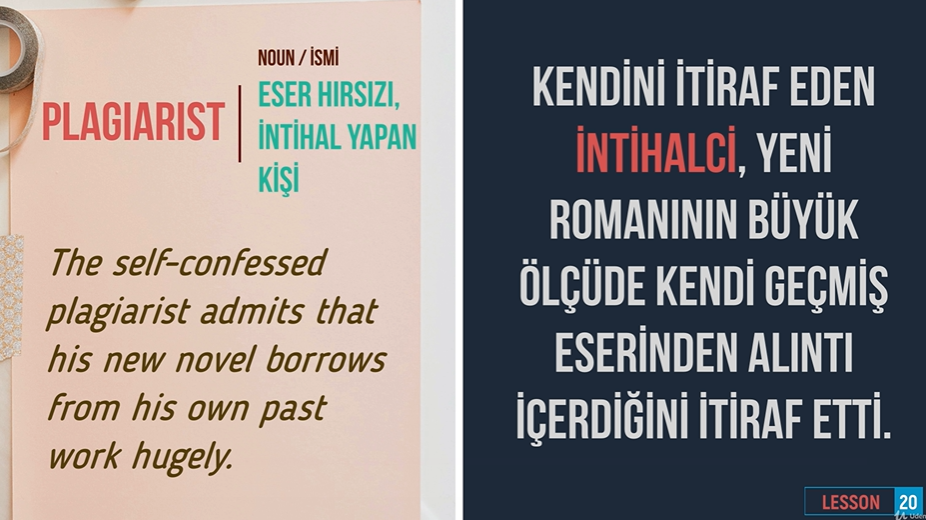 NOUN / İSMİ
PLAGIARIST
ESER HIRSIZI,
İNTİHAL YAPAN
KİŞİ
The self-confessed
plagiarist admits that
his new novel borrows
from his own past
work hugely.
KENDİNİ İTİRAF EDEN
İNTİHALCİ, YENİ
ROMANININ BÜYÜK
ÖLÇÜDE KENDİ GEÇMİŞ
ESERİNDEN ALINTI
İÇERDİĞİNİ İTİRAF ETTİ.
LESSON 20